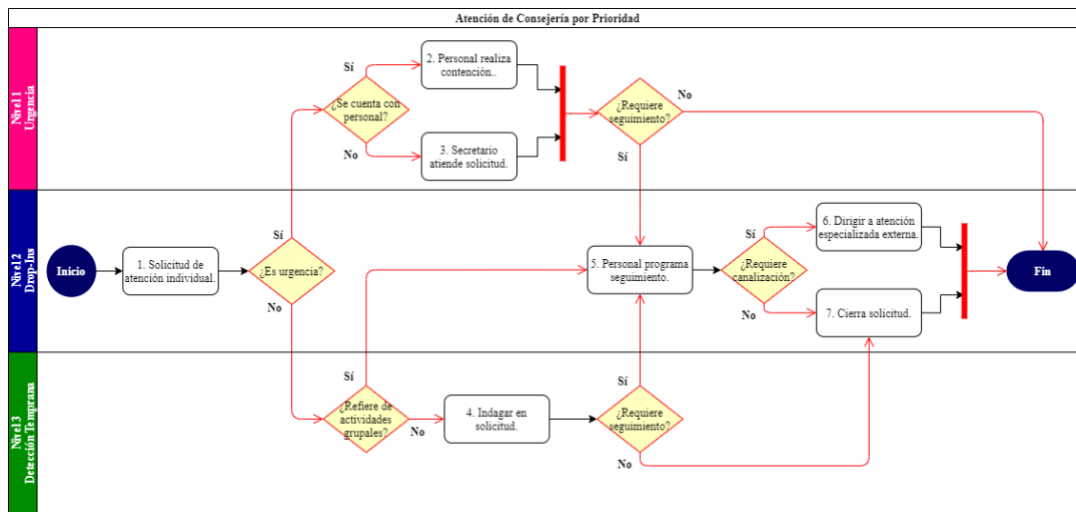 Atención de Consejería por Prioridad
Nivel 1
Urgencia
Sí
2. Personal realiza
contención..
¿Se cuenta con
personal?
No
3. Secretario
atiende solicitud.
¿Requiere
seguimiento?
No
Sí
Nivel 2
Drop-Ins
Inicio
1. Solicitud de
atención individual.
Sí
¿Es urgencia?
No
5. Personal programa
seguimiento.
Sí
¿Requiere
canalización?
No
6. Dirigir a atención
especializada externa.
7. Cierra solicitud.
Fin
Nivel 3
Detección Temprana
Sí
¿Refiere de
actividades
grupales?
No
4. Indagar en
solicitud.
Sí
¿Requiere
seguimiento?
No